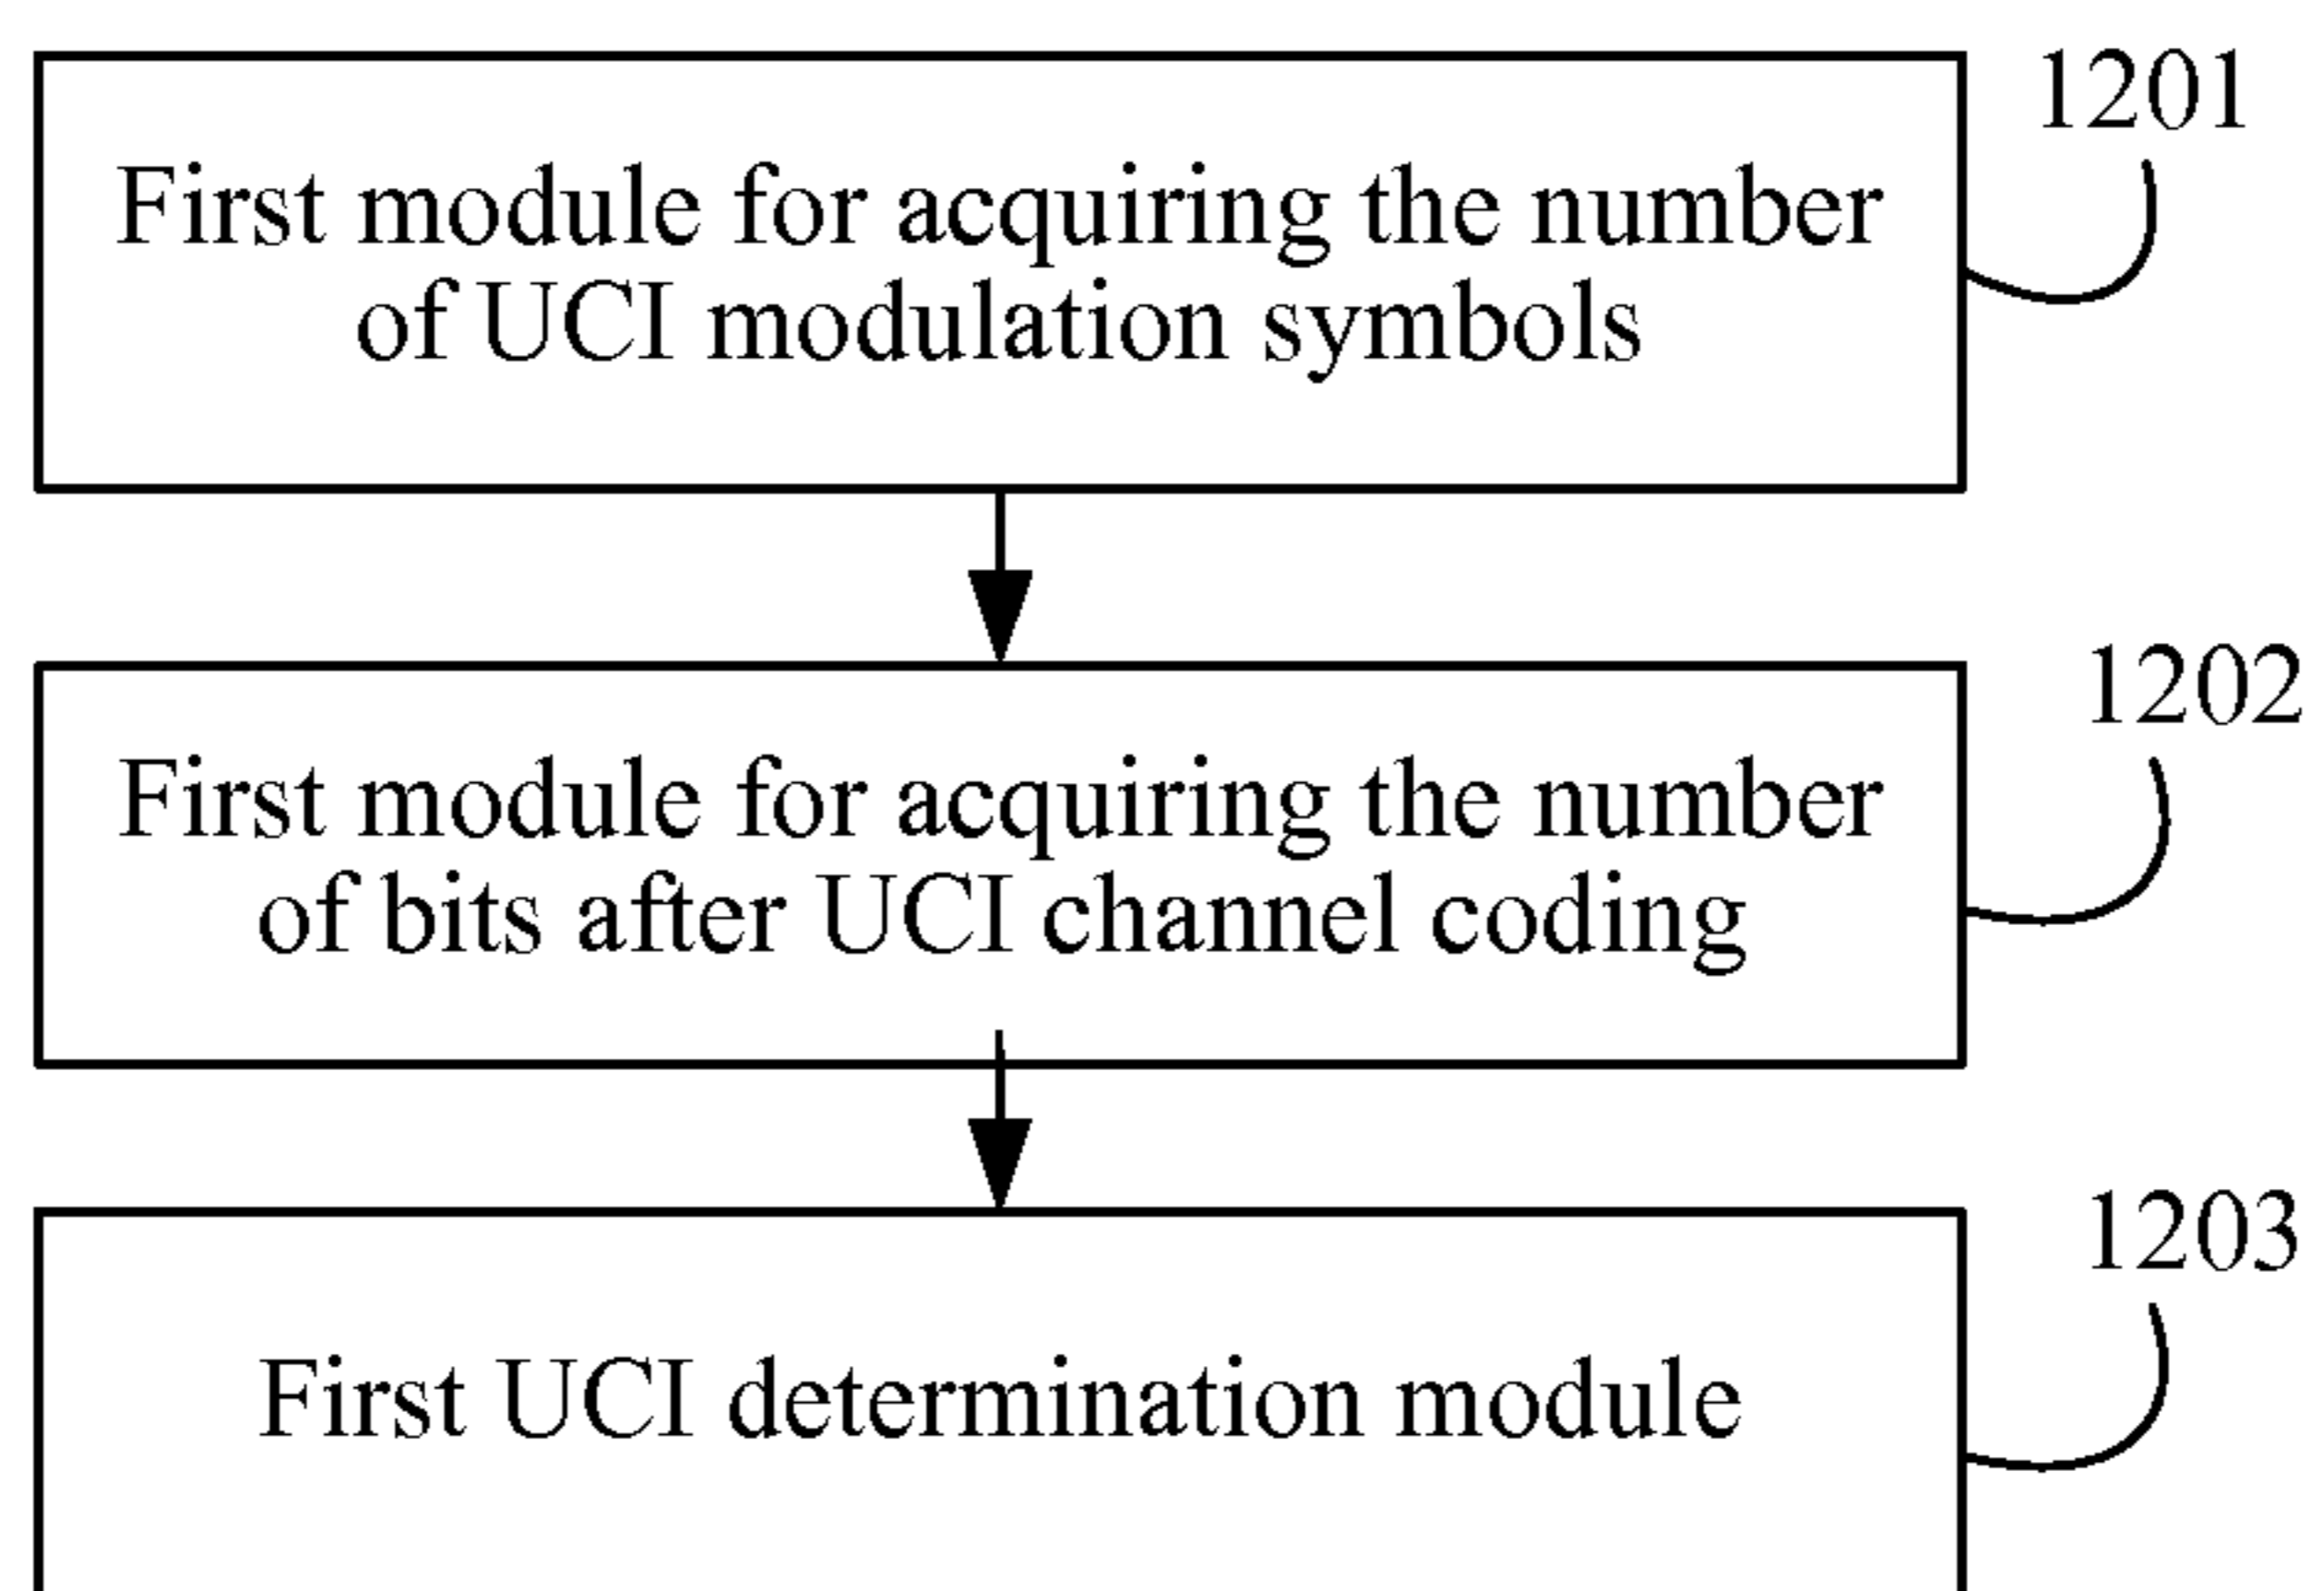 1201
First module for acquiring the number
of UCI modulation symbols
1202
First module for acquiring the number
of bits after UCI channel coding
1203
First UCI determination module